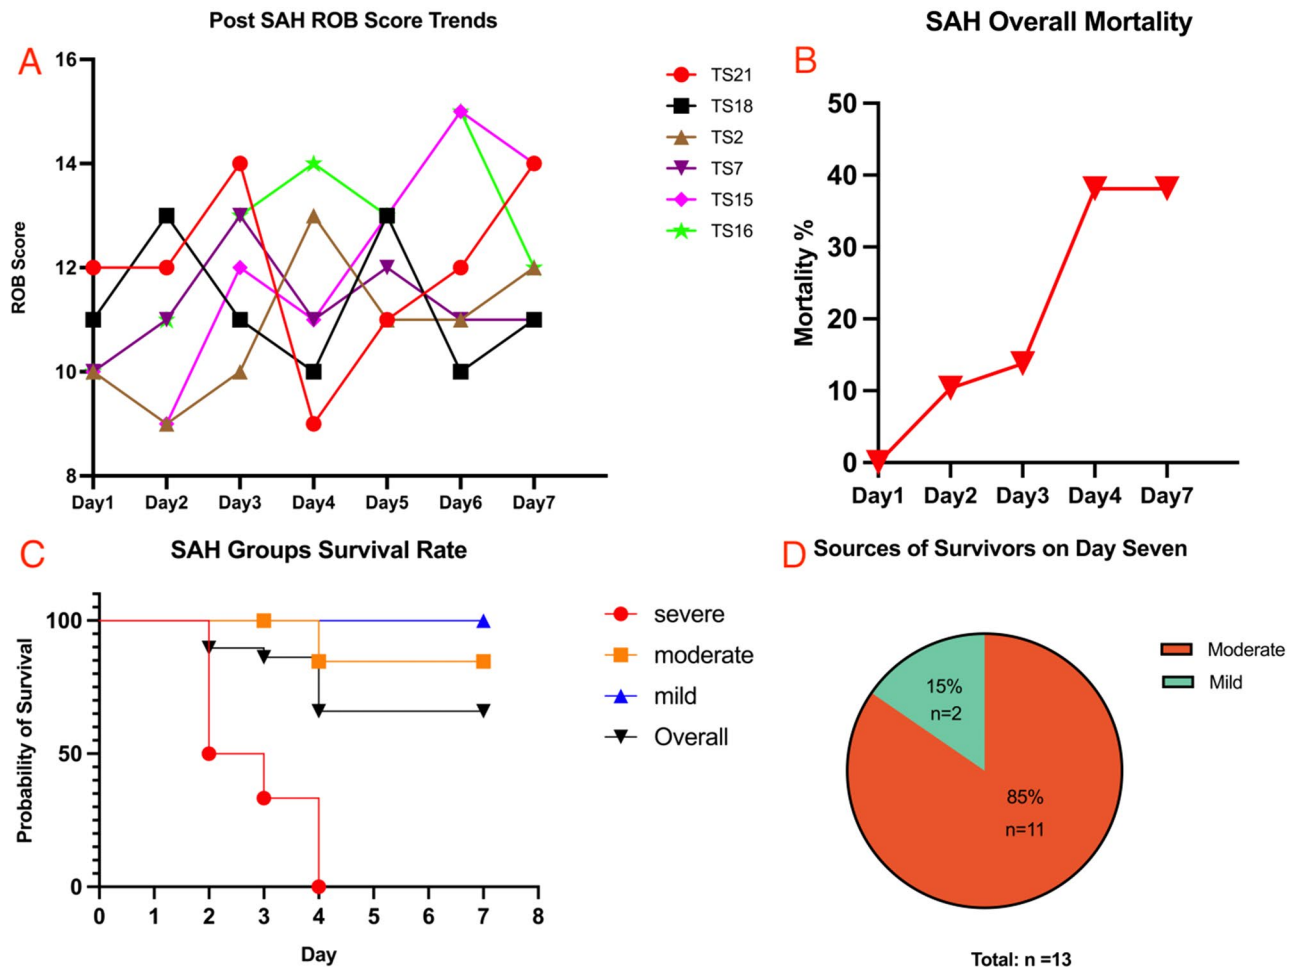 Post SAH ROB Score Trends
A
16
14
12
10
8
ROB Score
Day1 Day2 Day3 Day4 Day5 Day6 Day7
TS21
TS18
TS2
TS7
TS15
TS16
SAH Overall Mortality
B
50
40
30
20
10
0
Mortality %
Day1 Day2 Day3 Day4 Day7
C
SAH Groups Survival Rate
100
50
0
Probability of Survival
0 1 2 3 4 5 6 7 8
Day
severe
moderate
mild
Overall
D
Sources of Survivors on Day Seven
15%
n=2
85%
n=11
Moderate
Mild
Total: n =13